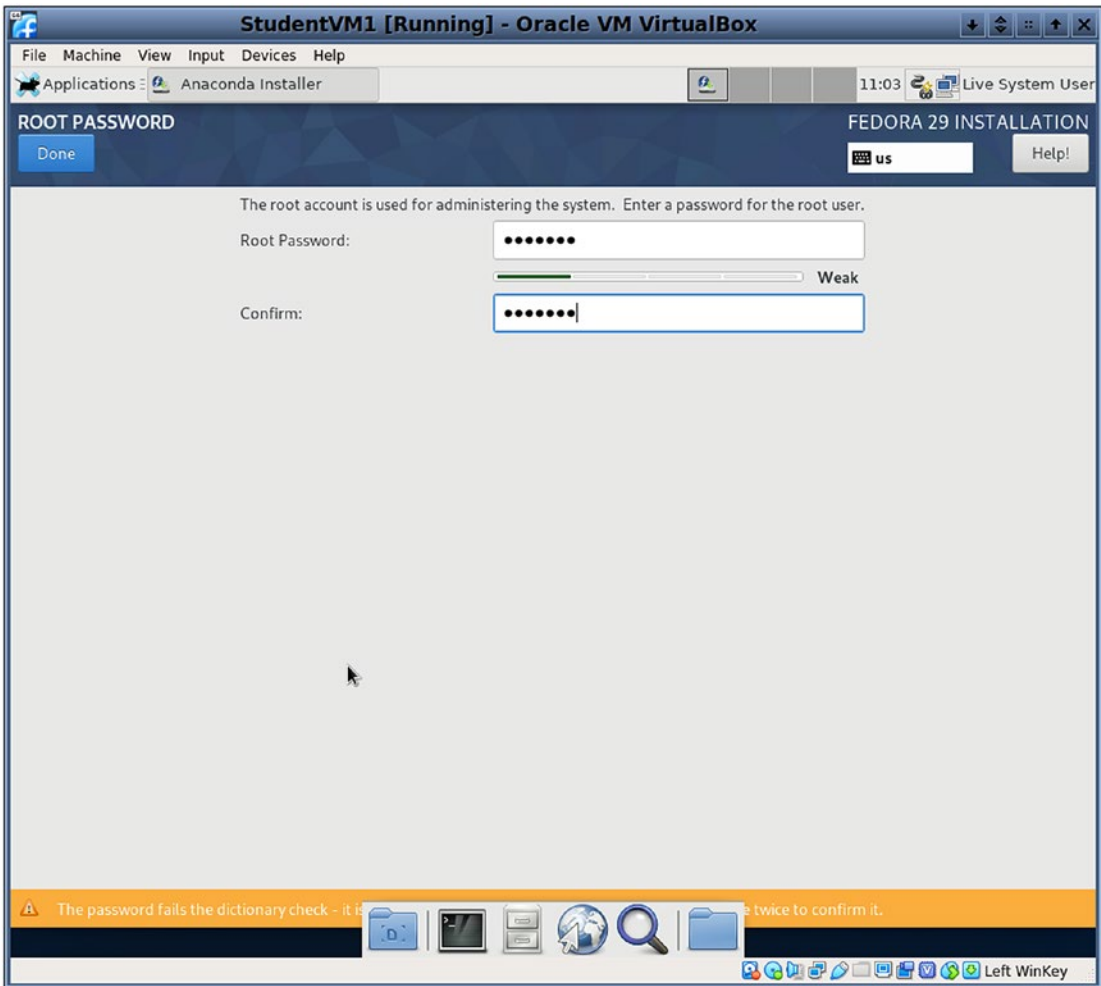 StudentVM1 [Running] - Oracle VM VirtualBox
File Machine View Input Devices Help
Applications Anaconda Installer 11:03 Live System User
ROOT PASSWORD FEDORA 29 INSTALLATION
Done us Help!
The root account is used for administering the system. Enter a password for the root user.
Root Password: •••••••
Weak
Confirm: •••••••
The password fails the dictionary check - it is twice to confirm it.
Left WinKey